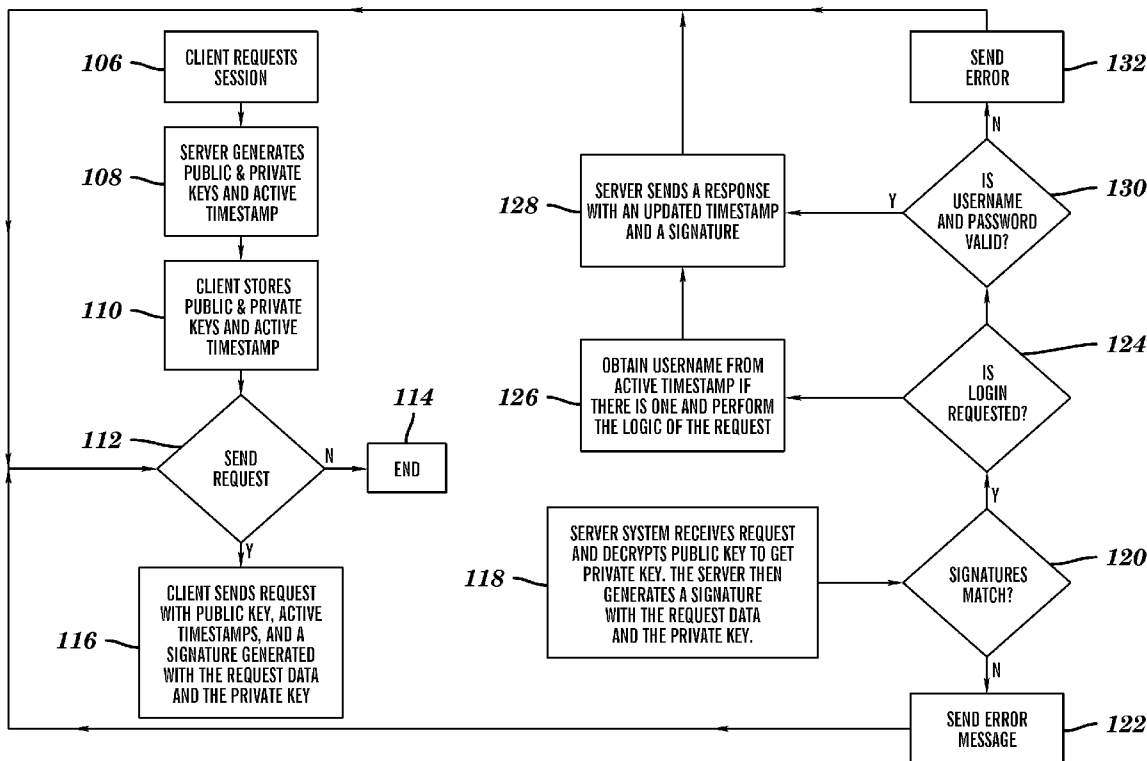 106
CLIENT REQUESTS
SESSION
108
SERVER GENERATES
PUBLIC & PRIVATE
KEYS AND ACTIVE
TIMESTAMP
110
CLIENT STORES
PUBLIC & PRIVATE
KEYS AND ACTIVE
TIMESTAMP
112
SEND
REQUEST
N
114
END
Y
116
CLIENT SENDS REQUEST
WITH PUBLIC KEY, ACTIVE
TIMESTAMPS, AND A
SIGNATURE GENERATED
WITH THE REQUEST DATA
AND THE PRIVATE KEY
118
SERVER SYSTEM RECEIVES REQUEST
AND DECRYPTS PUBLIC KEY TO GET
PRIVATE KEY. THE SERVER THEN
GENERATES A SIGNATURE
WITH THE REQUEST DATA
AND THE PRIVATE KEY.
120
SIGNATURES
MATCH?
N
122
SEND ERROR
MESSAGE
Y
124
IS
LOGIN
REQUESTED?
126
OBTAIN USERNAME FROM
ACTIVE TIMESTAMP IF
THERE IS ONE AND PERFORM
THE LOGIC OF THE REQUEST
128
SERVER SENDS A RESPONSE
WITH AN UPDATED TIMESTAMP
AND A SIGNATURE
Y
130
IS
USERNAME
AND PASSWORD
VALID?
N
132
SEND
ERROR